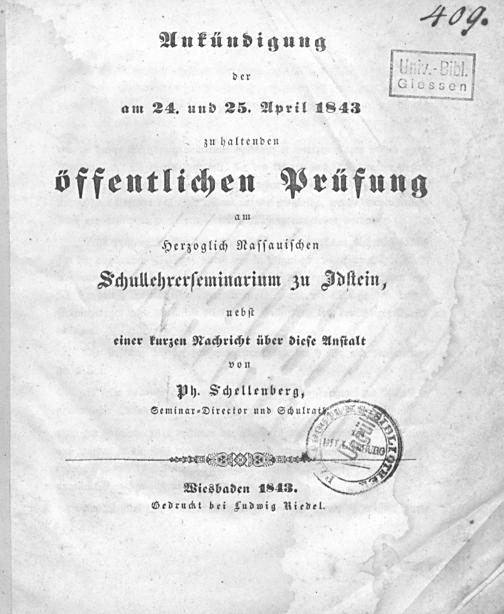 409.
Univ.-Bibl.
Giessen
Ankündigung
der
am 24. und 25. April 1843
zu haltenden
öffentlichen Prüfung
am
Herzoglich Nassauischen
Schullehrerseminarium zu Idstein,
nebst
einer kurzen Nachricht über diese Anstalt
von
Ph. Schellenberg,
Seminar-Director und Schulrath.
Wiesbaden 1843.
Gedruckt bei Ludwig Riedel.